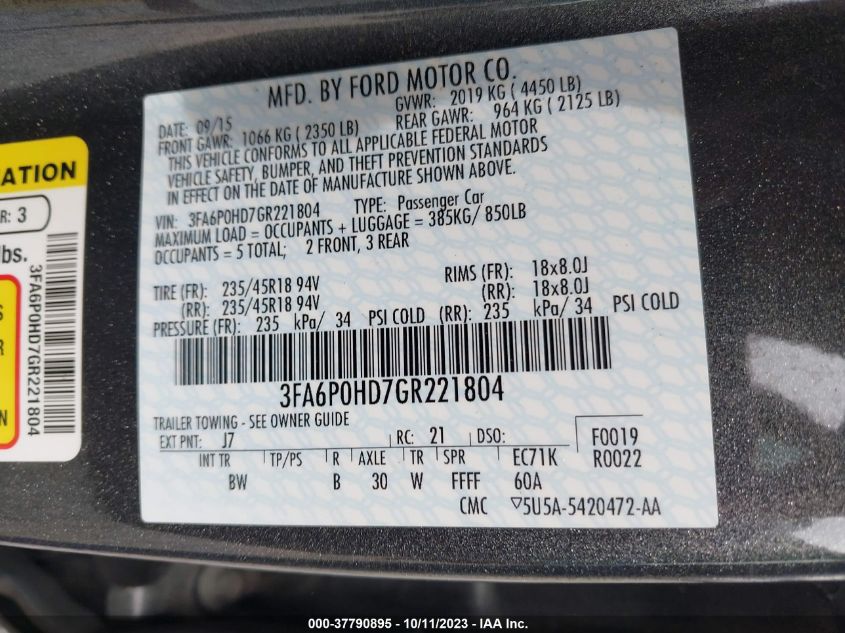 MFD. BY FORD MOTOR CO.
DATE: 09/15 GVWR: 2019 KG ( 4450 LB)
FRONT GAWR: 1066 KG ( 2350 LB) REAR GAWR: 964 KG ( 2125 LB)
THIS VEHICLE CONFORMS TO ALL APPLICABLE FEDERAL MOTOR
VEHICLE SAFETY, BUMPER, AND THEFT PREVENTION STANDARDS
IN EFFECT ON THE DATE OF MANUFACTURE SHOWN ABOVE.
VIN: 3FA6P0HD7GR221804 TYPE: Passenger Car
MAXIMUM LOAD = OCCUPANTS + LUGGAGE = 385KG/ 850LB
OCCUPANTS = 5 TOTAL; 2 FRONT, 3 REAR
TIRE (FR): 235/45R18 94V RIMS (FR): 18x8.0J
(RR): 235/45R18 94V (RR): 18x8.0J
PRESSURE (FR): 235 kPa/ 34 PSI COLD (RR): 235 kPa/ 34 PSI COLD
3FA6P0HD7GR221804
TRAILER TOWING - SEE OWNER GUIDE
EXT PNT: J7 RC: 21 DSO: F0019
INT TR TP/PS R AXLE TR SPR EC71K R0022
BW B 30 W FFFF 60A
CMC ▽5U5A-5420472-AA
ATION
R: 3
lbs.
3FA6P0HD7GR221804
S
R
N
000-37790895 - 10/11/2023 - IAA Inc.